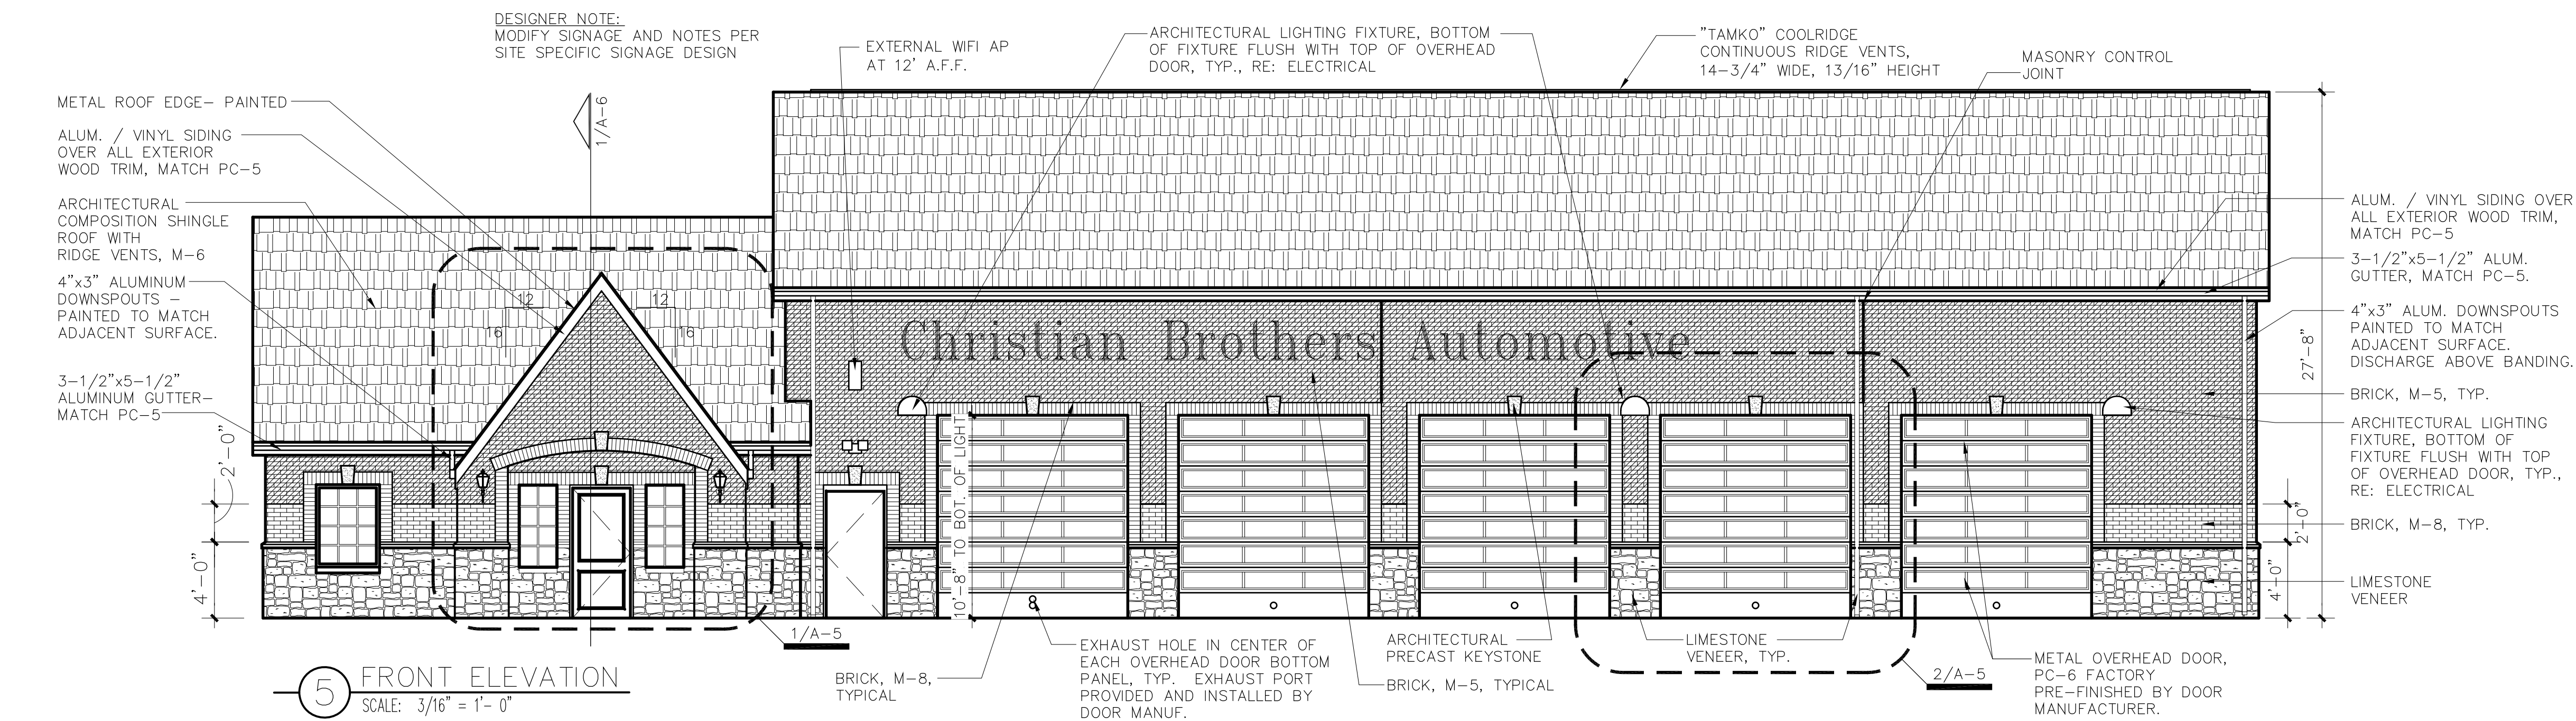 DESIGNER NOTE:
MODIFY SIGNAGE AND NOTES PER
SITE SPECIFIC SIGNAGE DESIGN
EXTERNAL WIFI AP
AT 12' A.F.F.
ARCHITECTURAL LIGHTING FIXTURE, BOTTOM
OF FIXTURE FLUSH WITH TOP OF OVERHEAD
DOOR, TYP., RE: ELECTRICAL
"TAMKO" COOLRIDGE
CONTINUOUS RIDGE VENTS,
14-3/4" WIDE, 13/16" HEIGHT
MASONRY CONTROL
JOINT
METAL ROOF EDGE- PAINTED
ALUM. / VINYL SIDING
OVER ALL EXTERIOR
WOOD TRIM, MATCH PC-5
ARCHITECTURAL
COMPOSITION SHINGLE
ROOF WITH
RIDGE VENTS, M-6
4"x3" ALUMINUM
DOWNSPOUTS -
PAINTED TO MATCH
ADJACENT SURFACE.
3-1/2"x5-1/2"
ALUMINUM GUTTER-
MATCH PC-5
2'-0"
4'-0"
1/A-6
12
12
16
16
Christian Brothers Automotive
10'-8" TO BOT. OF LIGHT
27'-8"
2'-0"
4'-0"
ALUM. / VINYL SIDING OVER
ALL EXTERIOR WOOD TRIM,
MATCH PC-5
3-1/2"x5-1/2" ALUM.
GUTTER, MATCH PC-5.
4"x3" ALUM. DOWNSPOUTS
PAINTED TO MATCH
ADJACENT SURFACE.
DISCHARGE ABOVE BANDING.
BRICK, M-5, TYP.
ARCHITECTURAL LIGHTING
FIXTURE, BOTTOM OF
FIXTURE FLUSH WITH TOP
OF OVERHEAD DOOR, TYP.,
RE: ELECTRICAL
BRICK, M-8, TYP.
LIMESTONE
VENEER
1/A-5
BRICK, M-8,
TYPICAL
EXHAUST HOLE IN CENTER OF
EACH OVERHEAD DOOR BOTTOM
PANEL, TYP. EXHAUST PORT
PROVIDED AND INSTALLED BY
DOOR MANUF.
ARCHITECTURAL
PRECAST KEYSTONE
BRICK, M-5, TYPICAL
LIMESTONE
VENEER, TYP.
2/A-5
METAL OVERHEAD DOOR,
PC-6 FACTORY
PRE-FINISHED BY DOOR
MANUFACTURER.
5 FRONT ELEVATION
SCALE: 3/16" = 1'- 0"